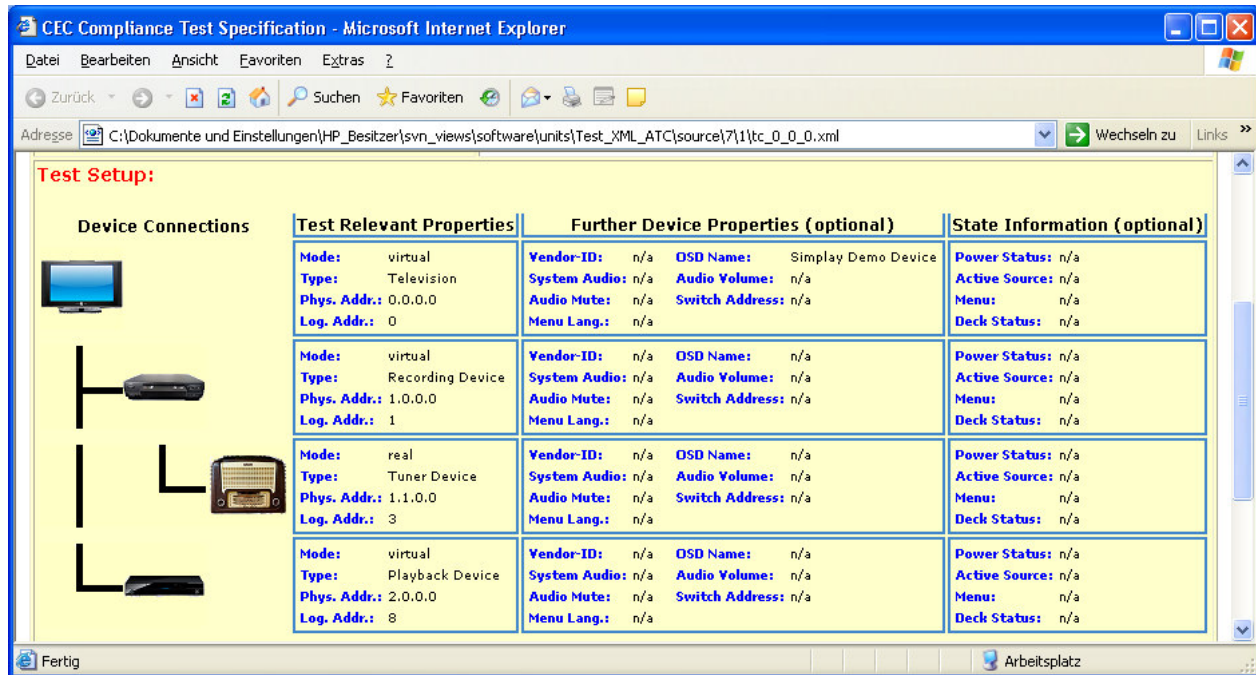 CEC Compliance Test Specification - Microsoft Internet Explorer
Datei Bearbeiten Ansicht Favoriten Extras ?
Zurück Suchen Favoriten
Adresse C:\Dokumente und Einstellungen\HP_Besitzer\svn_views\software\units\Test_XML_ATC\source\7\1\tc_0_0_0.xml Wechseln zu Links »
Test Setup:
Device Connections Test Relevant Properties Further Device Properties (optional) State Information (optional)
Mode: virtual Vendor-ID: n/a OSD Name: Simplay Demo Device Power Status: n/a
Type: Television System Audio: n/a Audio Volume: n/a Active Source: n/a
Phys. Addr.: 0.0.0.0 Audio Mute: n/a Switch Address: n/a Menu: n/a
Log. Addr.: 0 Menu Lang.: n/a Deck Status: n/a
Mode: virtual Vendor-ID: n/a OSD Name: n/a Power Status: n/a
Type: Recording Device System Audio: n/a Audio Volume: n/a Active Source: n/a
Phys. Addr.: 1.0.0.0 Audio Mute: n/a Switch Address: n/a Menu: n/a
Log. Addr.: 1 Menu Lang.: n/a Deck Status: n/a
Mode: real Vendor-ID: n/a OSD Name: n/a Power Status: n/a
Type: Tuner Device System Audio: n/a Audio Volume: n/a Active Source: n/a
Phys. Addr.: 1.1.0.0 Audio Mute: n/a Switch Address: n/a Menu: n/a
Log. Addr.: 3 Menu Lang.: n/a Deck Status: n/a
Mode: virtual Vendor-ID: n/a OSD Name: n/a Power Status: n/a
Type: Playback Device System Audio: n/a Audio Volume: n/a Active Source: n/a
Phys. Addr.: 2.0.0.0 Audio Mute: n/a Switch Address: n/a Menu: n/a
Log. Addr.: 8 Menu Lang.: n/a Deck Status: n/a
Fertig Arbeitsplatz